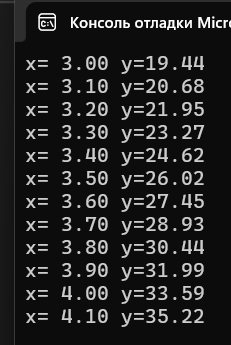 Консоль отладки Micro
x= 3.00 y=19.44
x= 3.10 y=20.68
x= 3.20 y=21.95
x= 3.30 y=23.27
x= 3.40 y=24.62
x= 3.50 y=26.02
x= 3.60 y=27.45
x= 3.70 y=28.93
x= 3.80 y=30.44
x= 3.90 y=31.99
x= 4.00 y=33.59
x= 4.10 y=35.22